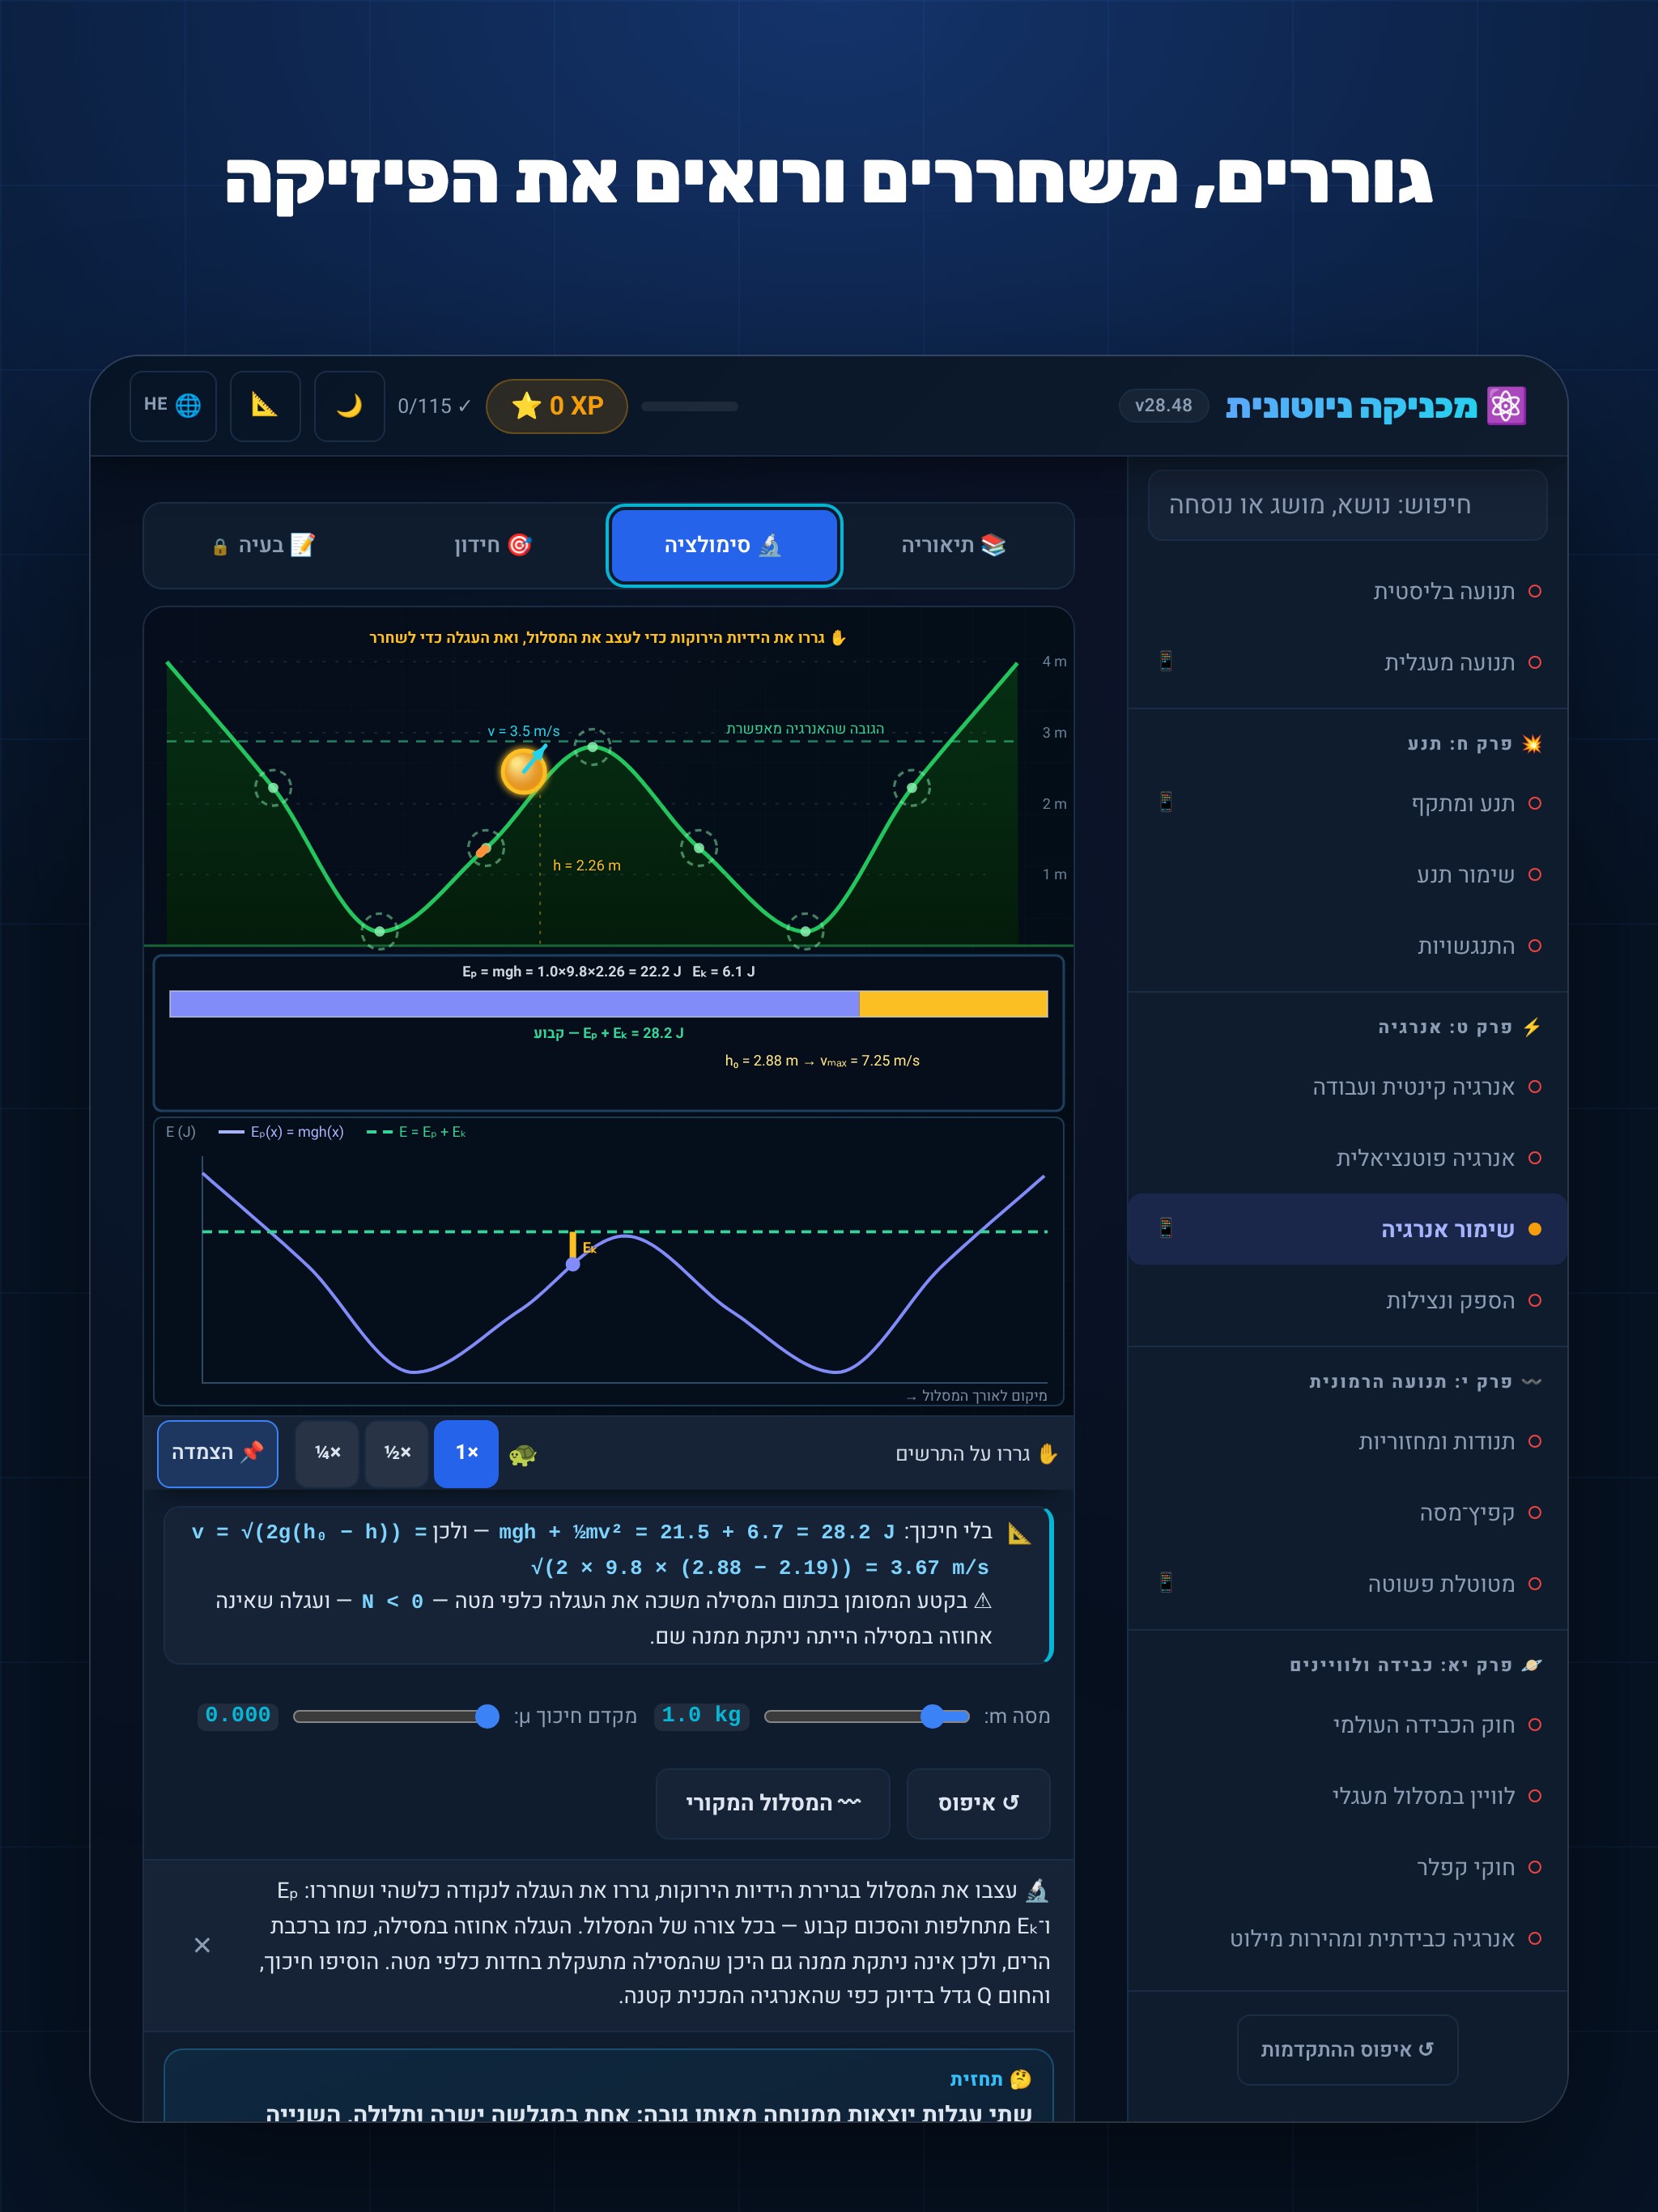 גוררים, משחררים ורואים את הפיזיקה
⚛️ מכניקה ניוטונית v28.48
⭐ 0 XP
0/115 ✓
🌙
📐
🌐 HE
חיפוש: נושא, מושג או נוסחה
תנועה בליסטית
תנועה מעגלית 📱
💥 פרק ח: תנע
תנע ומתקף 📱
שימור תנע
התנגשויות
⚡ פרק ט: אנרגיה
אנרגיה קינטית ועבודה
אנרגיה פוטנציאלית
שימור אנרגיה 📱
הספק ונצילות
〰️ פרק י: תנועה הרמונית
תנודות ומחזוריות
קפיץ־מסה
מטוטלת פשוטה 📱
🪐 פרק יא: כבידה ולוויינים
חוק הכבידה העולמי
לוויין במסלול מעגלי
חוקי קפלר
אנרגיה כבידתית ומהירות מילוט
↺ איפוס ההתקדמות
📚 תיאוריה
🔬 סימולציה
🎯 חידון
📝 בעיה 🔒
✋ גררו את הידיות הירוקות כדי לעצב את המסלול, ואת העגלה כדי לשחרר
4 m
3 m
2 m
1 m
הגובה שהאנרגיה מאפשרת
v = 3.5 m/s
h = 2.26 m
Eₚ = mgh = 1.0×9.8×2.26 = 22.2 J Eₖ = 6.1 J
Eₚ + Eₖ = 28.2 J — קבוע
h₀ = 2.88 m → vₘₐₓ = 7.25 m/s
E (J) Eₚ(x) = mgh(x) E = Eₚ + Eₖ
Eₖ
מיקום לאורך המסלול →
✋ גררו על התרשים
🐢 1× ½× ¼×
📌 הצמדה
📐 בלי חיכוך: mgh + ½mv² = 21.5 + 6.7 = 28.2 J — ולכן v = √(2g(h₀ − h)) =
√(2 × 9.8 × (2.88 − 2.19)) = 3.67 m/s
⚠ בקטע המסומן בכתום המסילה משכה את העגלה כלפי מטה — N < 0 — ועגלה שאינה
אחוזה במסילה הייתה ניתקת ממנה שם.
מסה m: 1.0 kg
מקדם חיכוך μ: 0.000
↺ איפוס
〰️ המסלול המקורי
🔬 עצבו את המסלול בגרירת הידיות הירוקות, גררו את העגלה לנקודה כלשהי ושחררו: Eₚ
ו־Eₖ מתחלפות והסכום קבוע — בכל צורה של המסלול. העגלה אחוזה במסילה, כמו ברכבת
הרים, ולכן אינה ניתקת ממנה גם היכן שהמסילה מתעקלת בחדות כלפי מטה. הוסיפו חיכוך,
והחום Q גדל בדיוק כפי שהאנרגיה המכנית קטנה.
✕
🤔 תחזית
שתי עגלות יוצאות ממנוחה מאותו גובה: אחת במגלשה ישרה ותלולה, השנייה